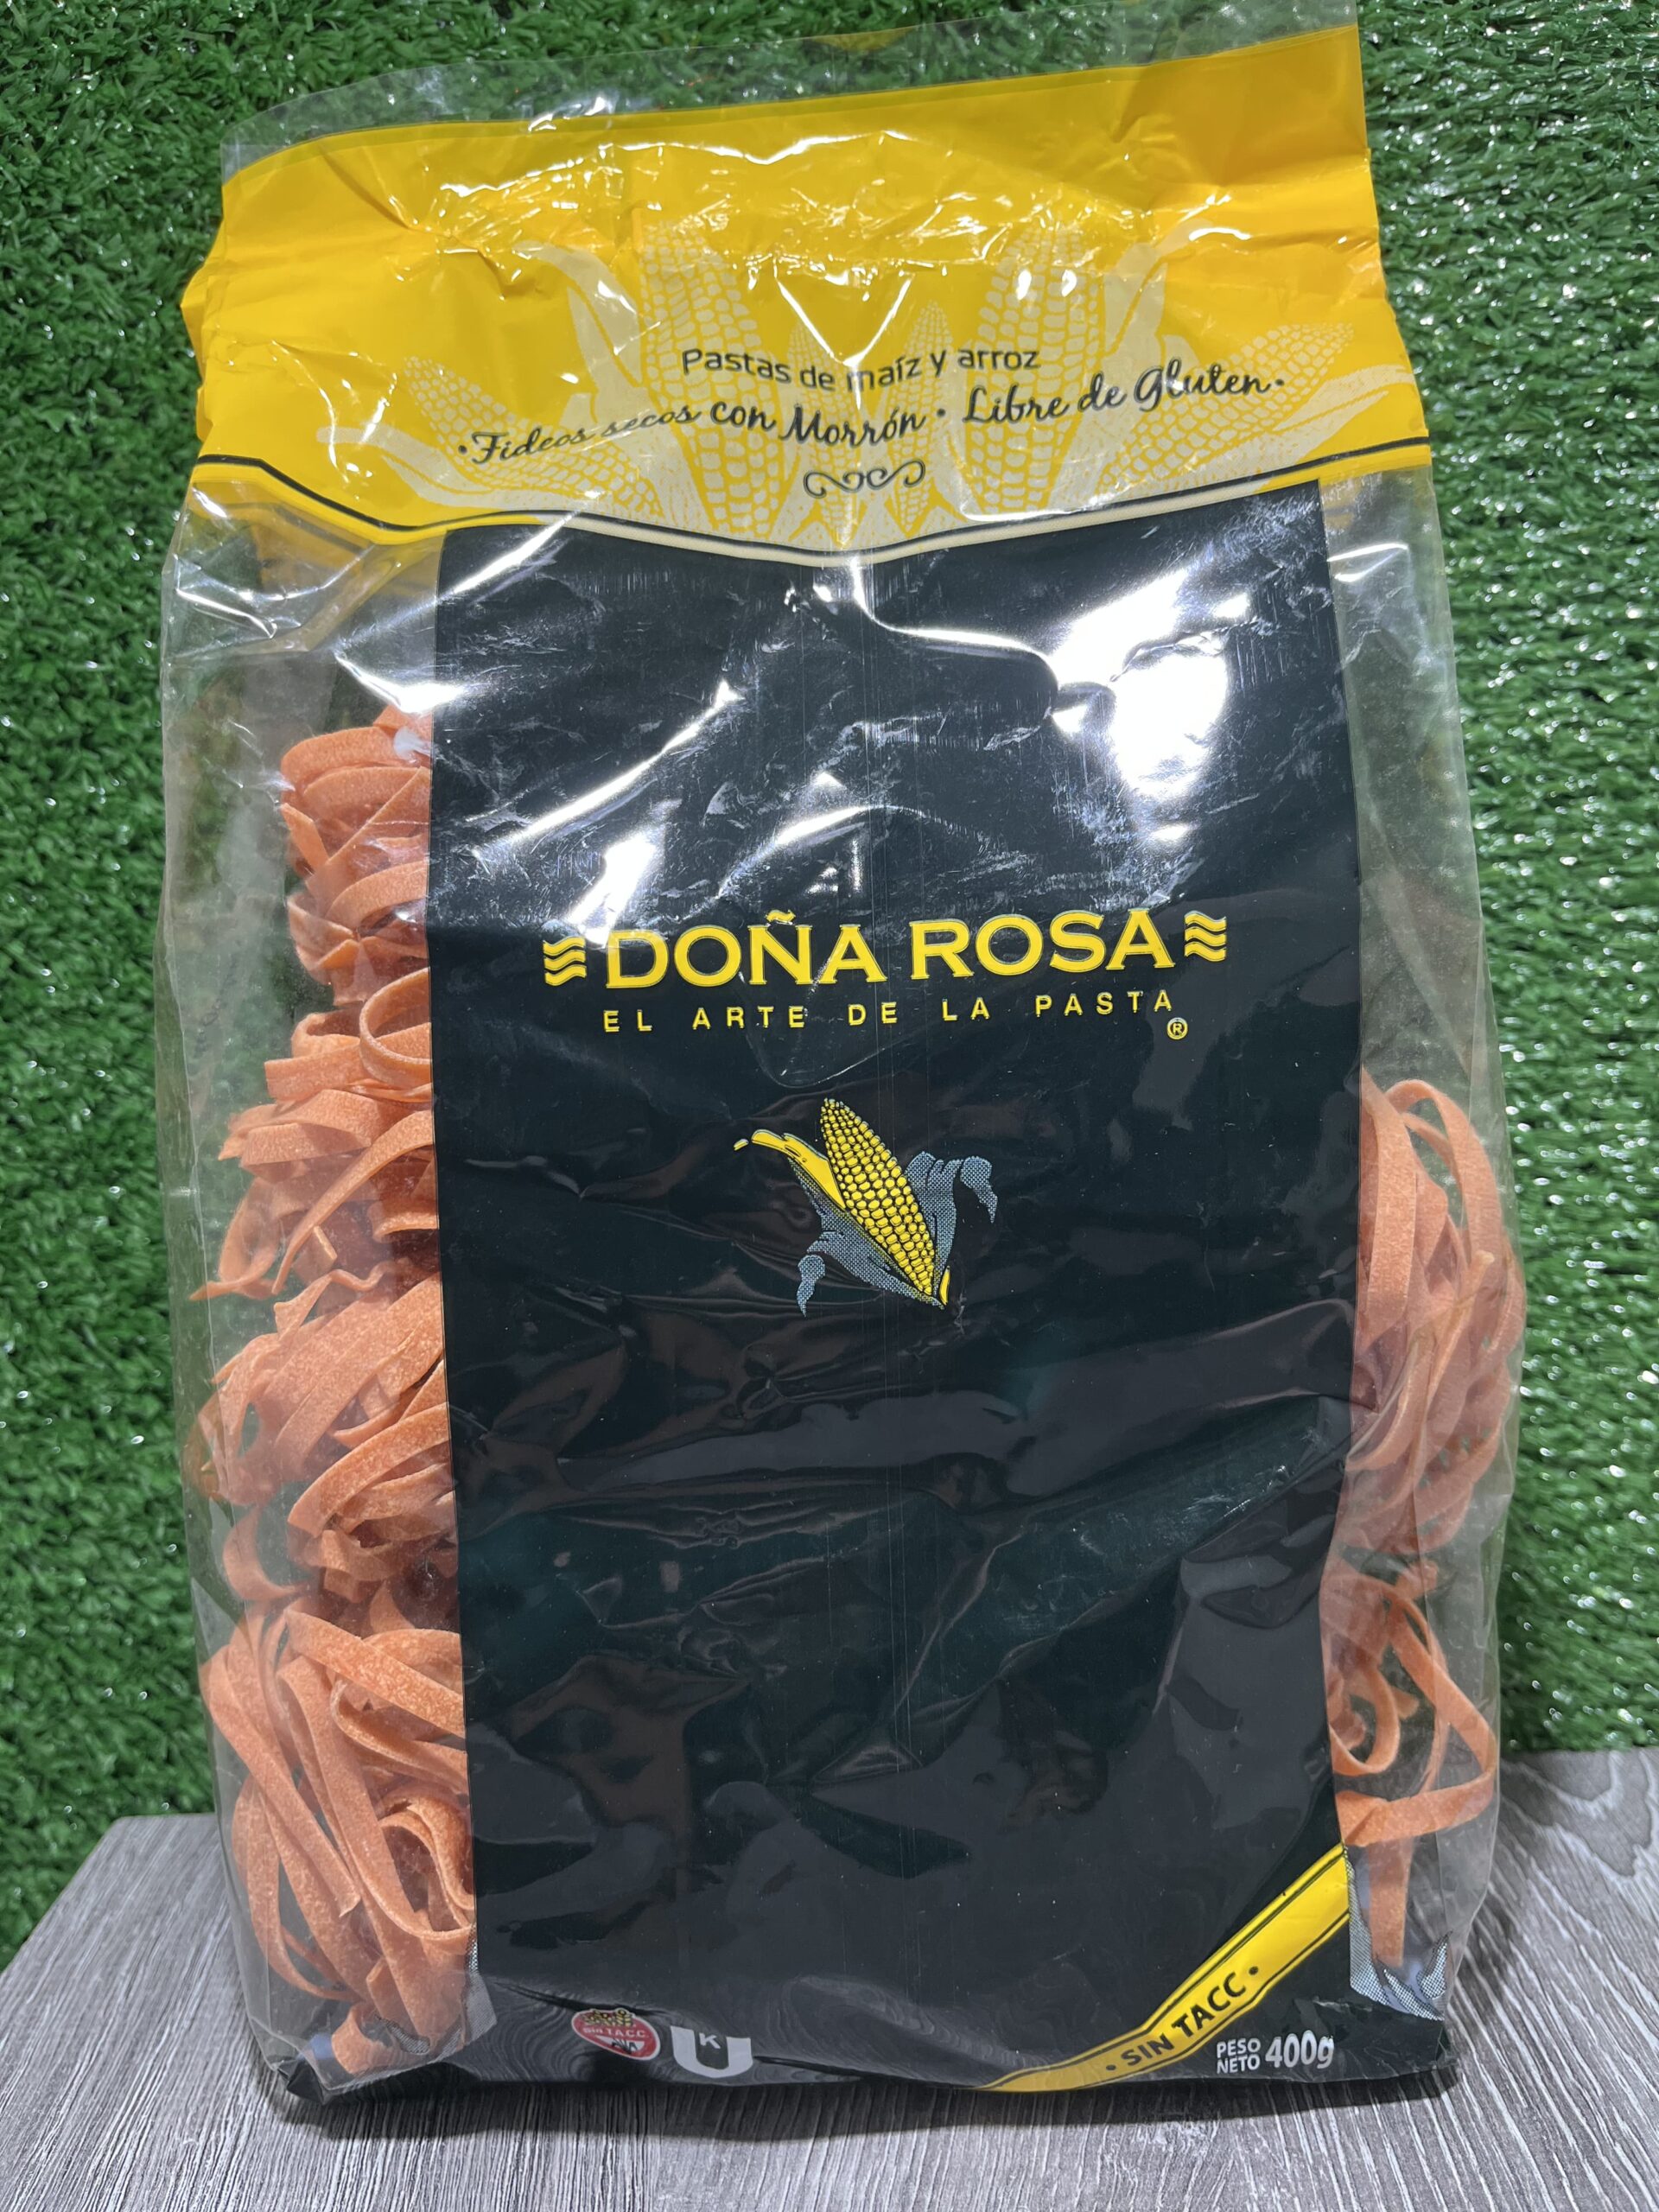 Pastas de maíz y arroz
•Fideos secos con Morrón • Libre de Gluten•
DOÑA ROSA
EL ARTE DE LA PASTA
®
SIN T.A.C.C.
K
U
• SIN TACC •
PESO NETO 400g